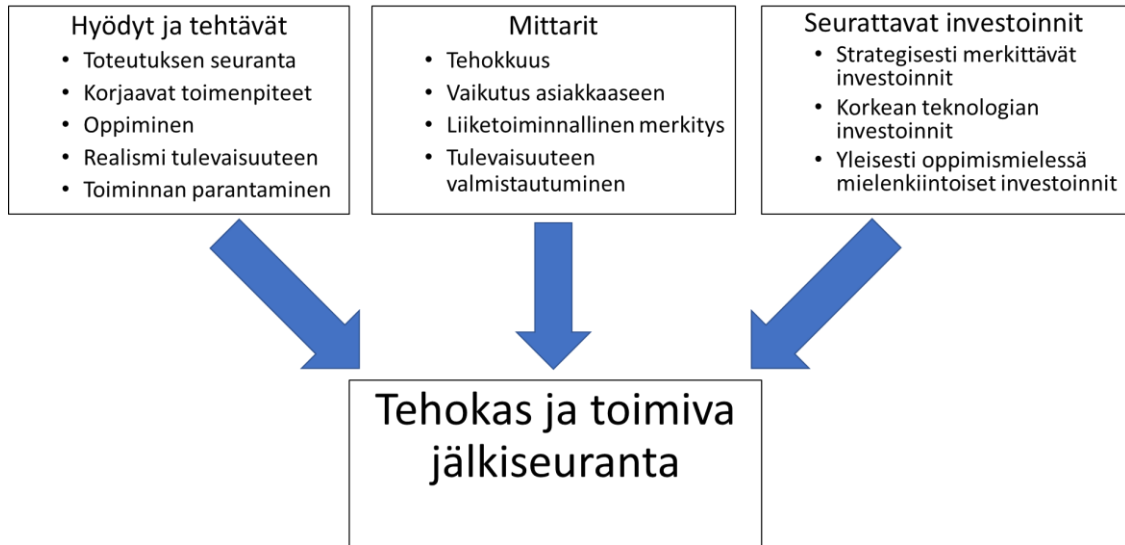 Hyödyt ja tehtävät
• Toteutuksen seuranta
• Korjaavat toimenpiteet
• Oppiminen
• Realismi tulevaisuuteen
• Toiminnan parantaminen
Mittarit
• Tehokkuus
• Vaikutus asiakkaaseen
• Liiketoiminnallinen merkitys
• Tulevaisuuteen
valmistautuminen
Seurattavat investoinnit
• Strategisesti merkittävät
investoinnit
• Korkean teknologian
investoinnit
• Yleisesti oppimismielessä
mielenkiintoiset investoinnit
Tehokas ja toimiva
jälkiseuranta